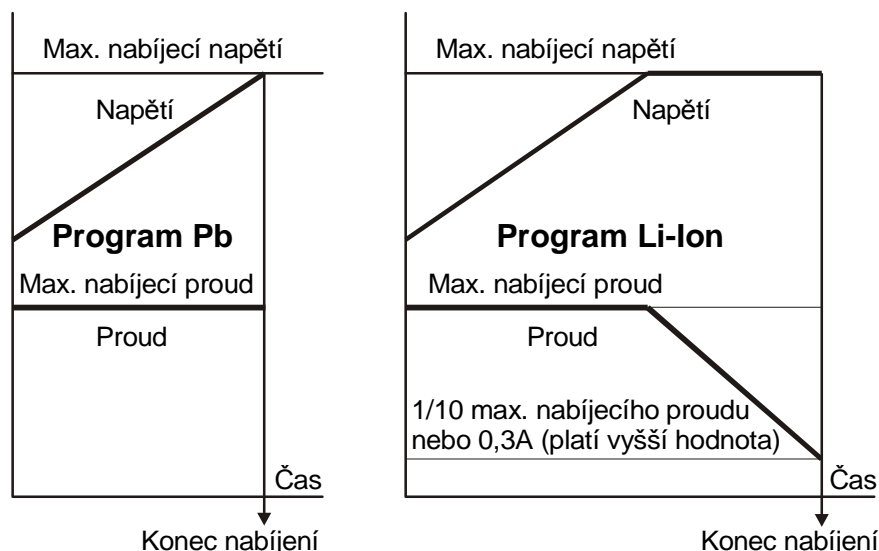 Max. nabíjecí napětí
Napětí
Program Pb
Max. nabíjecí proud
Proud
Čas
Konec nabíjení
Max. nabíjecí napětí
Napětí
Program Li-Ion
Max. nabíjecí proud
Proud
1/10 max. nabíjecího proudu
nebo 0,3A (platí vyšší hodnota)
Čas
Konec nabíjení